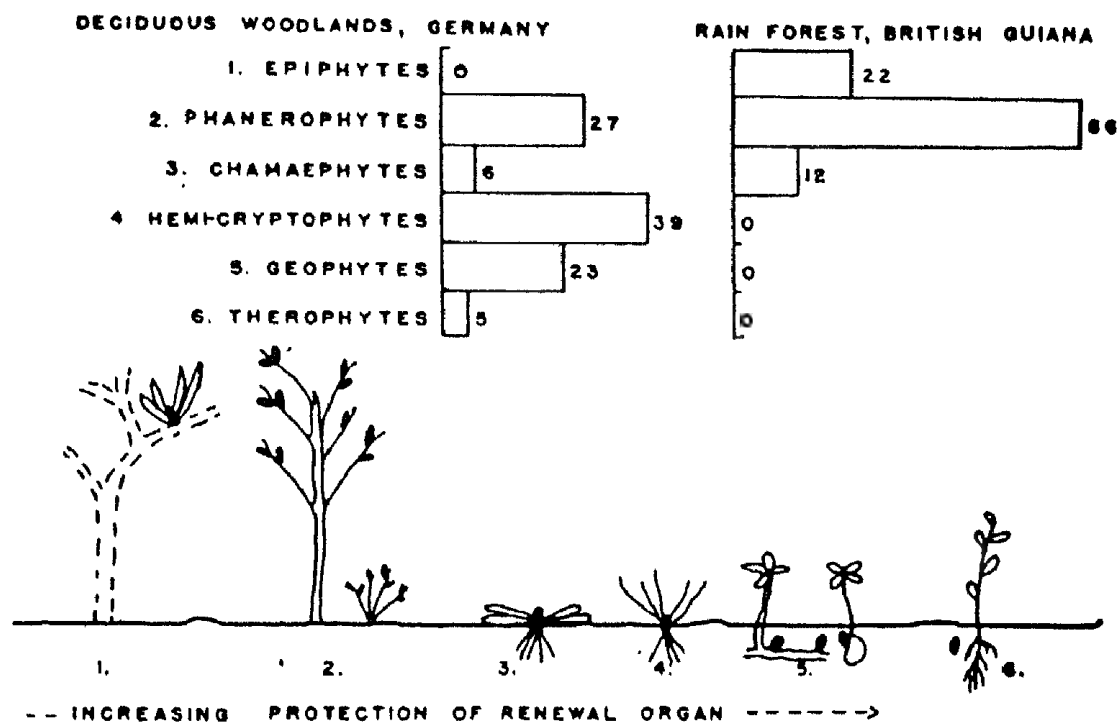 DECIDUOUS WOODLANDS, GERMANY
RAIN FOREST, BRITISH GUIANA
1. EPIPHYTES 0 22
2. PHANEROPHYTES 27 66
3. CHAMAEPHYTES 6 12
4 HEMI-CRYPTOPHYTES 39 0
5. GEOPHYTES 23 0
6. THEROPHYTES 5 0
1. 2. 3. 4. 5. 6.
-- INCREASING PROTECTION OF RENEWAL ORGAN ------>